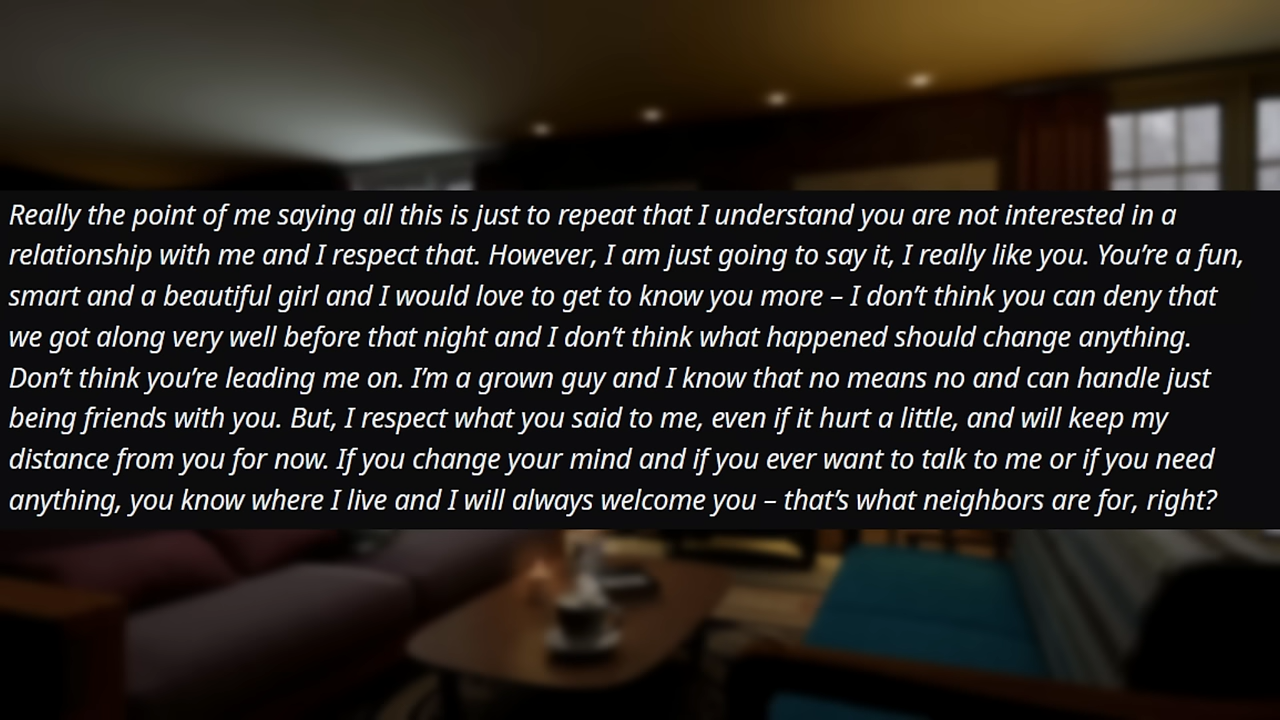 Really the point of me saying all this is just to repeat that I understand you are not interested in a
relationship with me and I respect that. However, I am just going to say it, I really like you. You’re a fun,
smart and a beautiful girl and I would love to get to know you more – I don’t think you can deny that
we got along very well before that night and I don’t think what happened should change anything.
Don’t think you’re leading me on. I’m a grown guy and I know that no means no and can handle just
being friends with you. But, I respect what you said to me, even if it hurt a little, and will keep my
distance from you for now. If you change your mind and if you ever want to talk to me or if you need
anything, you know where I live and I will always welcome you – that’s what neighbors are for, right?